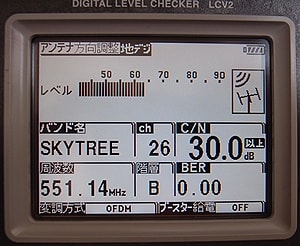 DIGITAL LEVEL CHECKER LCV2
アンテナ方向調整 地デジ
50 60 70 80 90
レベル
バンド名 ch C/N
SKYTREE 26 30.0 以上 dB
周波数 階層 BER
551.14MHz B 0.00
変調方式 OFDM ブースター給電 OFF